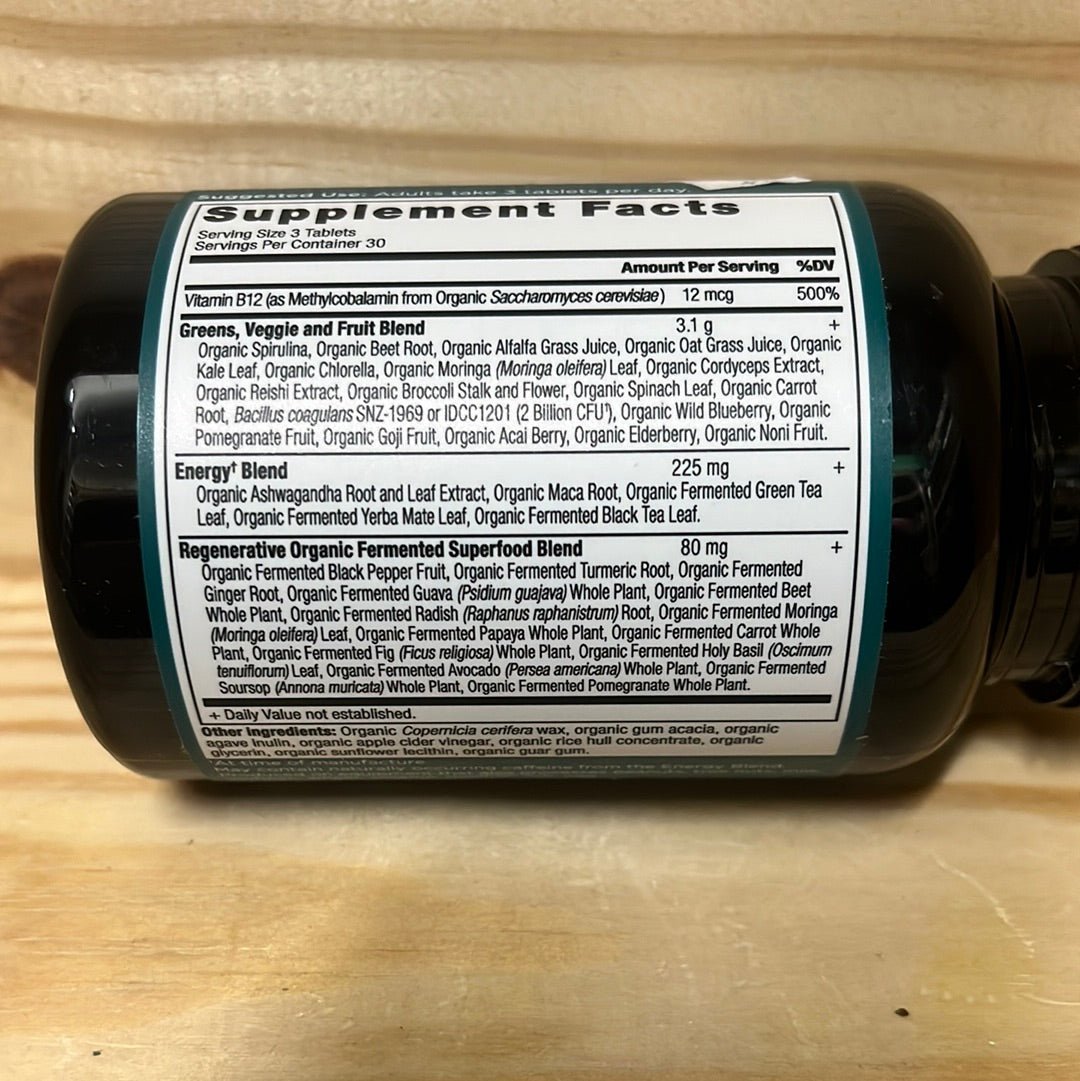 Suggested Use: Adults take 3 tablets per day.
Supplement Facts
Serving Size 3 Tablets
Servings Per Container 30
Amount Per Serving %DV
Vitamin B12 (as Methylcobalamin from Organic Saccharomyces cerevisiae) 12 mcg 500%
Greens, Veggie and Fruit Blend 3.1 g +
Organic Spirulina, Organic Beet Root, Organic Alfalfa Grass Juice, Organic Oat Grass Juice, Organic
Kale Leaf, Organic Chlorella, Organic Moringa (Moringa oleifera) Leaf, Organic Cordyceps Extract,
Organic Reishi Extract, Organic Broccoli Stalk and Flower, Organic Spinach Leaf, Organic Carrot
Root, Bacillus coagulans SNZ-1969 or IDCC1201 (2 Billion CFU¹), Organic Wild Blueberry, Organic
Pomegranate Fruit, Organic Goji Fruit, Organic Acai Berry, Organic Elderberry, Organic Noni Fruit.
Energy† Blend 225 mg +
Organic Ashwagandha Root and Leaf Extract, Organic Maca Root, Organic Fermented Green Tea
Leaf, Organic Fermented Yerba Mate Leaf, Organic Fermented Black Tea Leaf.
Regenerative Organic Fermented Superfood Blend 80 mg +
Organic Fermented Black Pepper Fruit, Organic Fermented Turmeric Root, Organic Fermented
Ginger Root, Organic Fermented Guava (Psidium guajava) Whole Plant, Organic Fermented Beet
Whole Plant, Organic Fermented Radish (Raphanus raphanistrum) Root, Organic Fermented Moringa
(Moringa oleifera) Leaf, Organic Fermented Papaya Whole Plant, Organic Fermented Carrot Whole
Plant, Organic Fermented Fig (Ficus religiosa) Whole Plant, Organic Fermented Holy Basil (Oscimum
tenuiflorum) Leaf, Organic Fermented Avocado (Persea americana) Whole Plant, Organic Fermented
Soursop (Annona muricata) Whole Plant, Organic Fermented Pomegranate Whole Plant.
+ Daily Value not established.
Other Ingredients: Organic Copernicia cerifera wax, organic gum acacia, organic
agave inulin, organic apple cider vinegar, organic rice hull concentrate, organic
glycerin, organic sunflower lecithin, organic guar gum.
¹At time of manufacture
May contain naturally occurring caffeine from the Energy Blend.